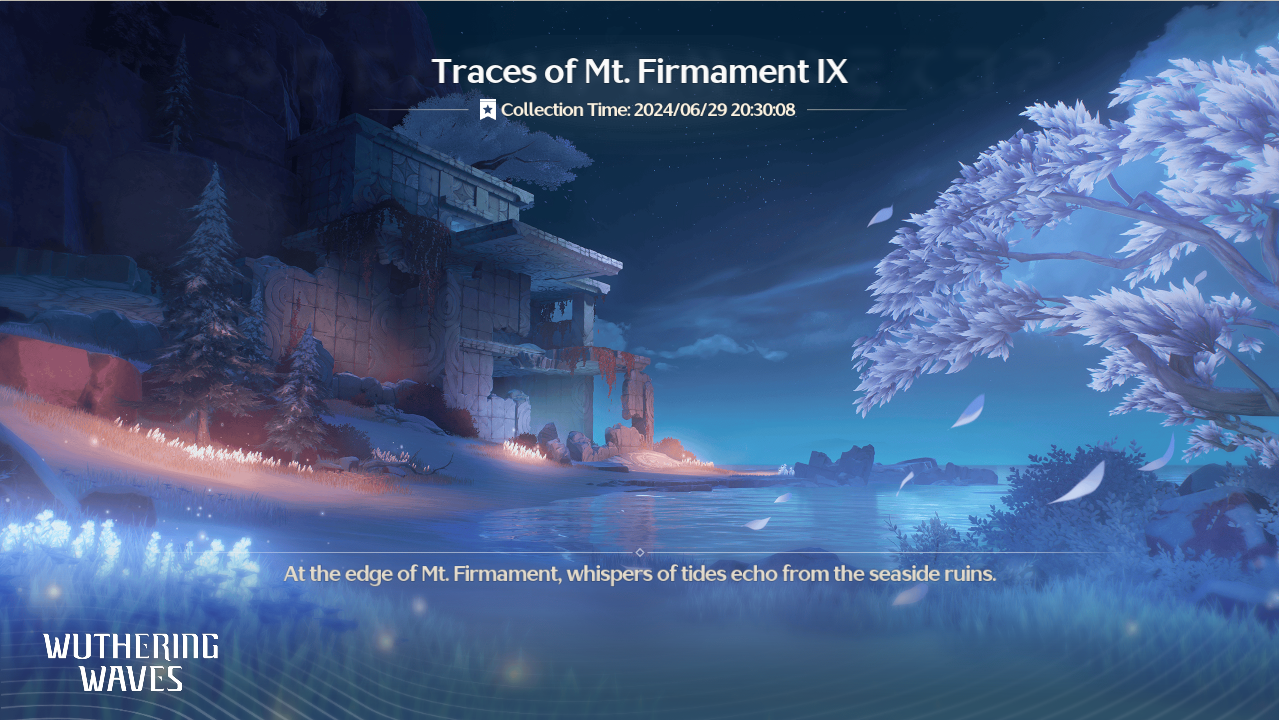 Traces of Mt. Firmament IX
Collection Time: 2024/06/29 20:30:08
At the edge of Mt. Firmament, whispers of tides echo from the seaside ruins.
WUTHERING
WAVES